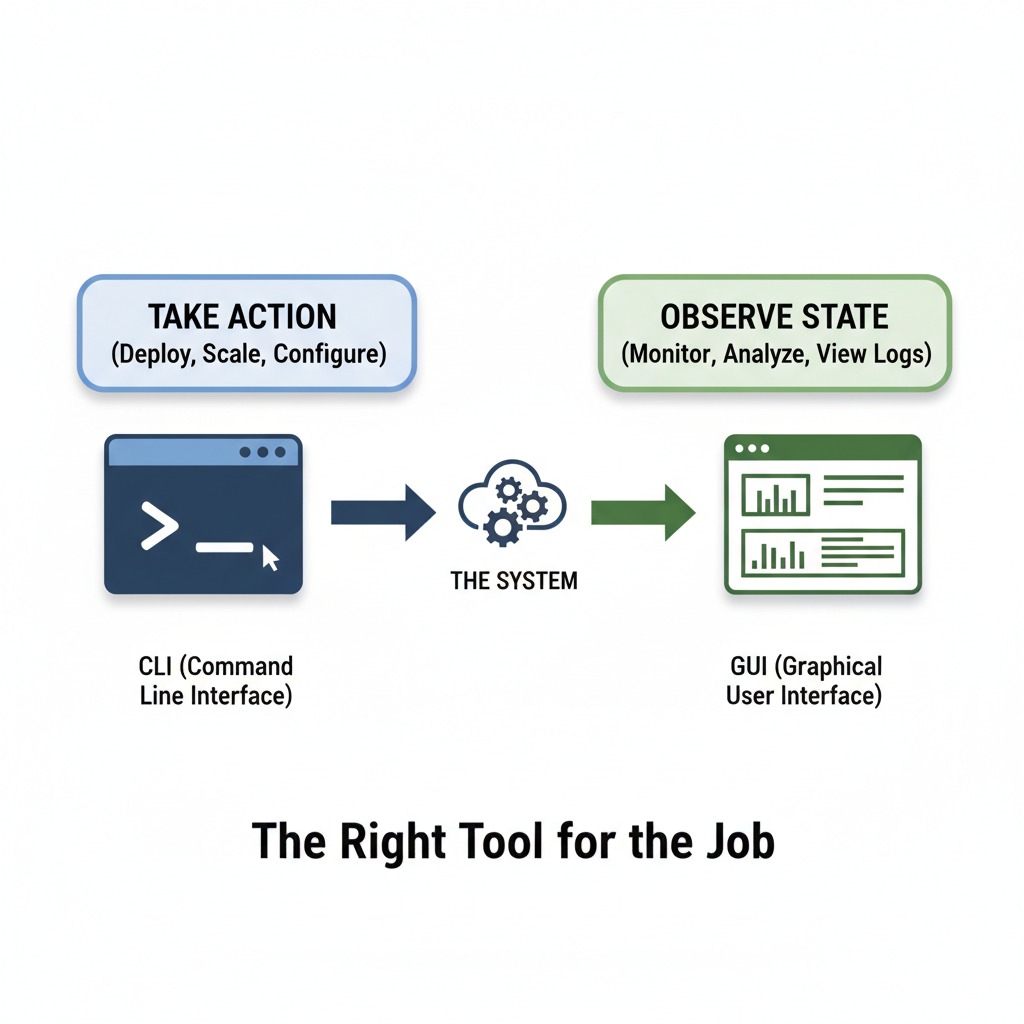 TAKE ACTION
(Deploy, Scale, Configure)
OBSERVE STATE
(Monitor, Analyze, View Logs)
>_
THE SYSTEM
CLI (Command
Line Interface)
GUI (Graphical
User Interface)
The Right Tool for the Job